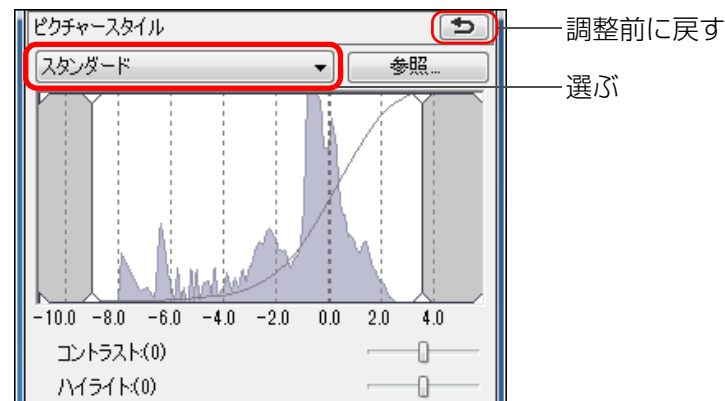 ピクチャースタイル
調整前に戻す
スタンダード
参照...
選ぶ
-10.0 -8.0 -6.0 -4.0 -2.0 0.0 2.0 4.0
コントラスト:(0)
ハイライト:(0)